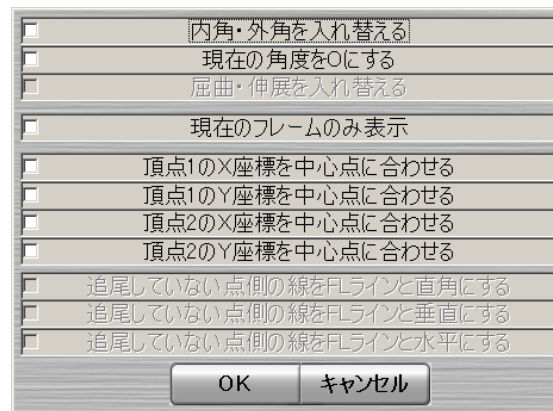 内角・外角を入れ替える
現在の角度を0にする
屈曲・伸展を入れ替える
現在のフレームのみ表示
頂点1のX座標を中心点に合わせる
頂点1のY座標を中心点に合わせる
頂点2のX座標を中心点に合わせる
頂点2のY座標を中心点に合わせる
追尾していない点側の線をFLラインと直角にする
追尾していない点側の線をFLラインと垂直にする
追尾していない点側の線をFLラインと水平にする
OK キャンセル